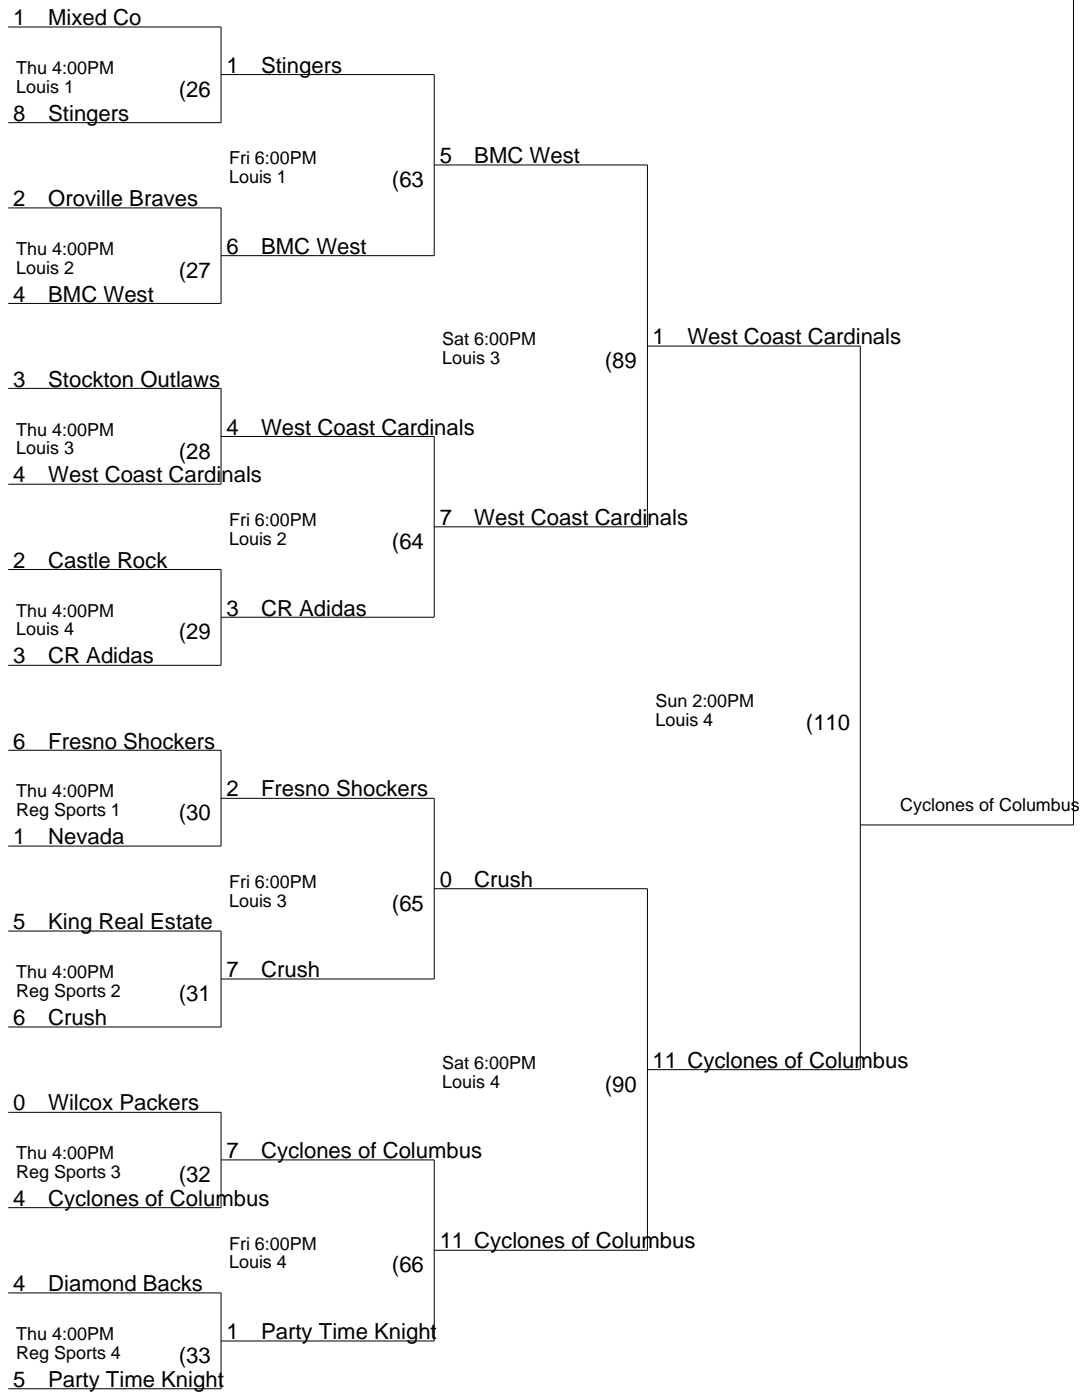 1 Mixed Co
Thu 4:00PM
Louis 1 (26
8 Stingers
1 Stingers
Fri 6:00PM
Louis 1 (63
2 Oroville Braves
Thu 4:00PM
Louis 2 (27
4 BMC West
6 BMC West
5 BMC West
Sat 6:00PM
Louis 3 (89
3 Stockton Outlaws
Thu 4:00PM
Louis 3 (28
4 West Coast Cardinals
4 West Coast Cardinals
Fri 6:00PM
Louis 2 (64
2 Castle Rock
Thu 4:00PM
Louis 4 (29
3 CR Adidas
3 CR Adidas
7 West Coast Cardinals
1 West Coast Cardinals
Sun 2:00PM
Louis 4 (110
6 Fresno Shockers
Thu 4:00PM
Reg Sports 1 (30
1 Nevada
2 Fresno Shockers
Fri 6:00PM
Louis 3 (65
5 King Real Estate
Thu 4:00PM
Reg Sports 2 (31
6 Crush
7 Crush
0 Crush
Sat 6:00PM
Louis 4 (90
0 Wilcox Packers
Thu 4:00PM
Reg Sports 3 (32
4 Cyclones of Columbus
7 Cyclones of Columbus
Fri 6:00PM
Louis 4 (66
4 Diamond Backs
Thu 4:00PM
Reg Sports 4 (33
5 Party Time Knight
1 Party Time Knight
11 Cyclones of Columbus
11 Cyclones of Columbus
Cyclones of Columbus